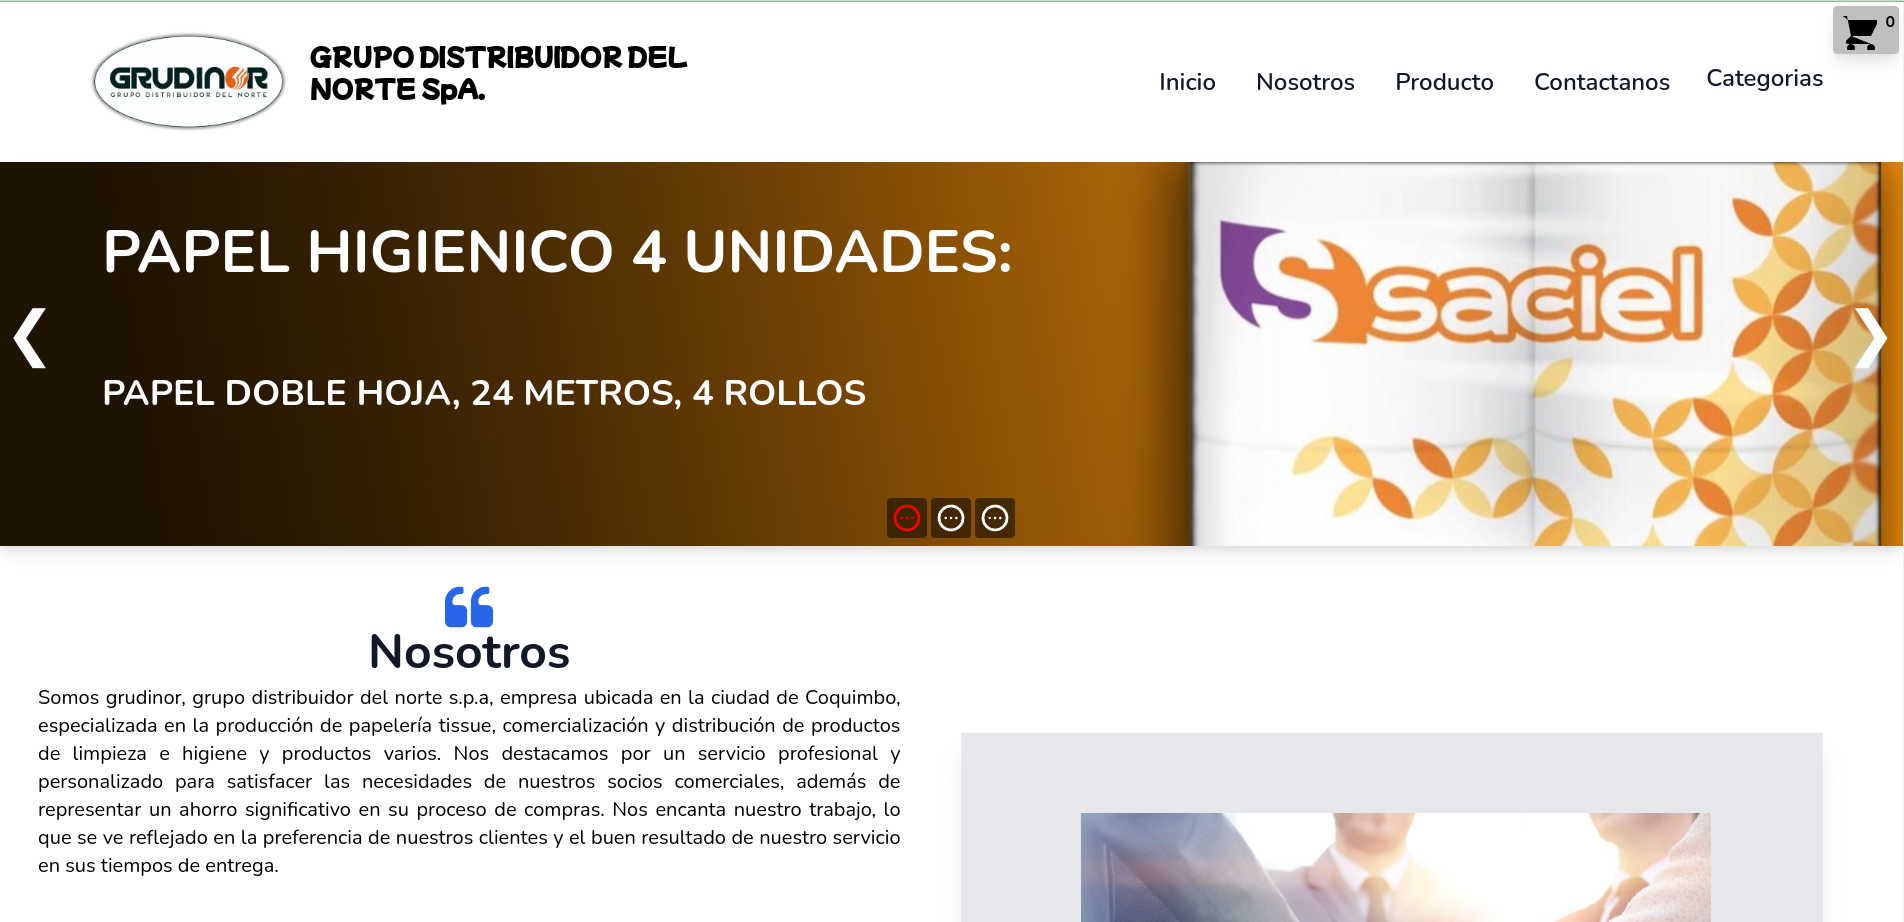 GRUDINOR
GRUPO DISTRIBUIDOR DEL NORTE
GRUPO DISTRIBUIDOR DEL
NORTE SpA.
Inicio
Nosotros
Producto
Contactanos
Categorias
0
PAPEL HIGIENICO 4 UNIDADES:
PAPEL DOBLE HOJA, 24 METROS, 4 ROLLOS
Ssaciel
Nosotros
Somos grudinor, grupo distribuidor del norte s.p.a, empresa ubicada en la ciudad de Coquimbo,
especializada en la producción de papelería tissue, comercialización y distribución de productos
de limpieza e higiene y productos varios. Nos destacamos por un servicio profesional y
personalizado para satisfacer las necesidades de nuestros socios comerciales, además de
representar un ahorro significativo en su proceso de compras. Nos encanta nuestro trabajo, lo
que se ve reflejado en la preferencia de nuestros clientes y el buen resultado de nuestro servicio
en sus tiempos de entrega.